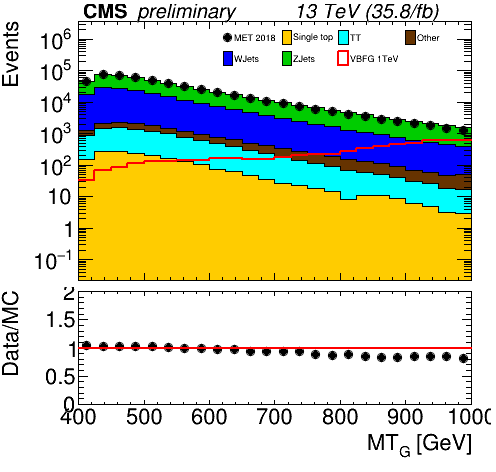 CMS preliminary 13 TeV (35.8/fb)
Events
MET 2018 Single top TT Other
WJets ZJets VBFG 1TeV
10^6
10^5
10^4
10^3
10^2
10
1
10^−1
Data/MC
2
1.5
1
0.5
0
400 500 600 700 800 900 1000
MT_G [GeV]